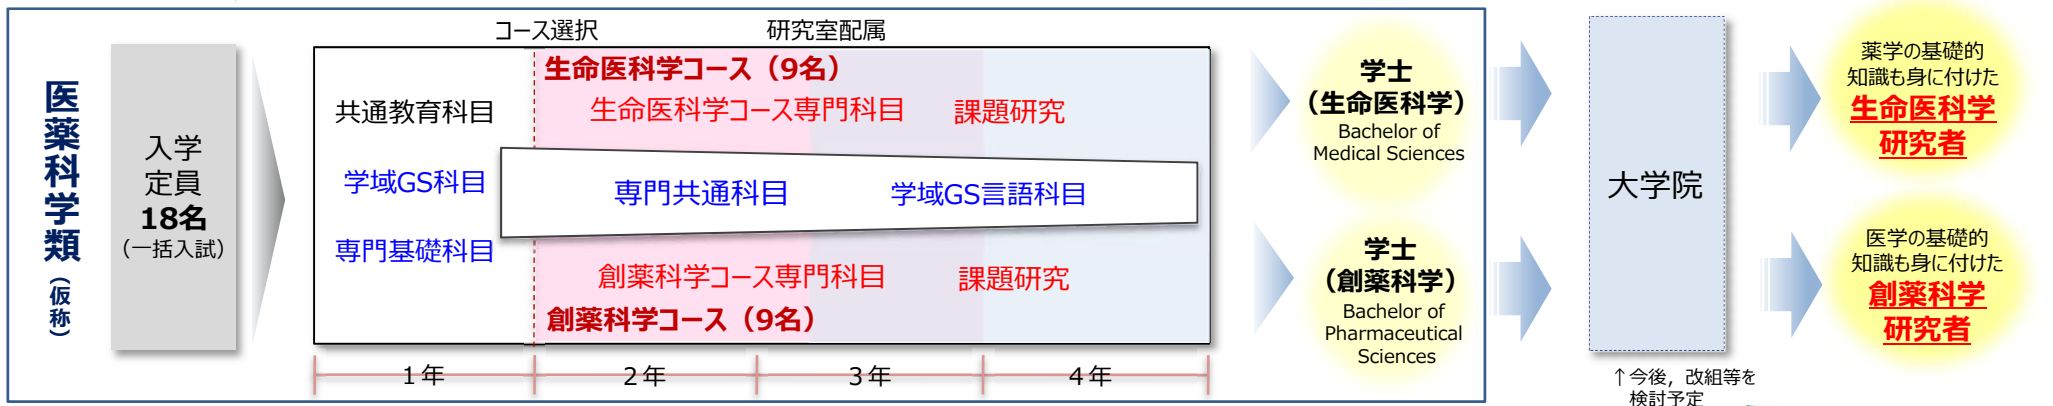 医薬科学類（仮称）
入学
定員
18名
（一括入試）
コース選択
研究室配属
共通教育科目
学域GS科目
専門基礎科目
生命医科学コース（9名）
生命医科学コース専門科目
課題研究
専門共通科目
学域GS言語科目
創薬科学コース専門科目
課題研究
創薬科学コース（9名）
1年
2年
3年
4年
学士
（生命医科学）
Bachelor of
Medical Sciences
学士
（創薬科学）
Bachelor of
Pharmaceutical
Sciences
大学院
↑今後，改組等を
検討予定
薬学の基礎的
知識も身に付けた
生命医科学
研究者
医学の基礎的
知識も身に付けた
創薬科学
研究者